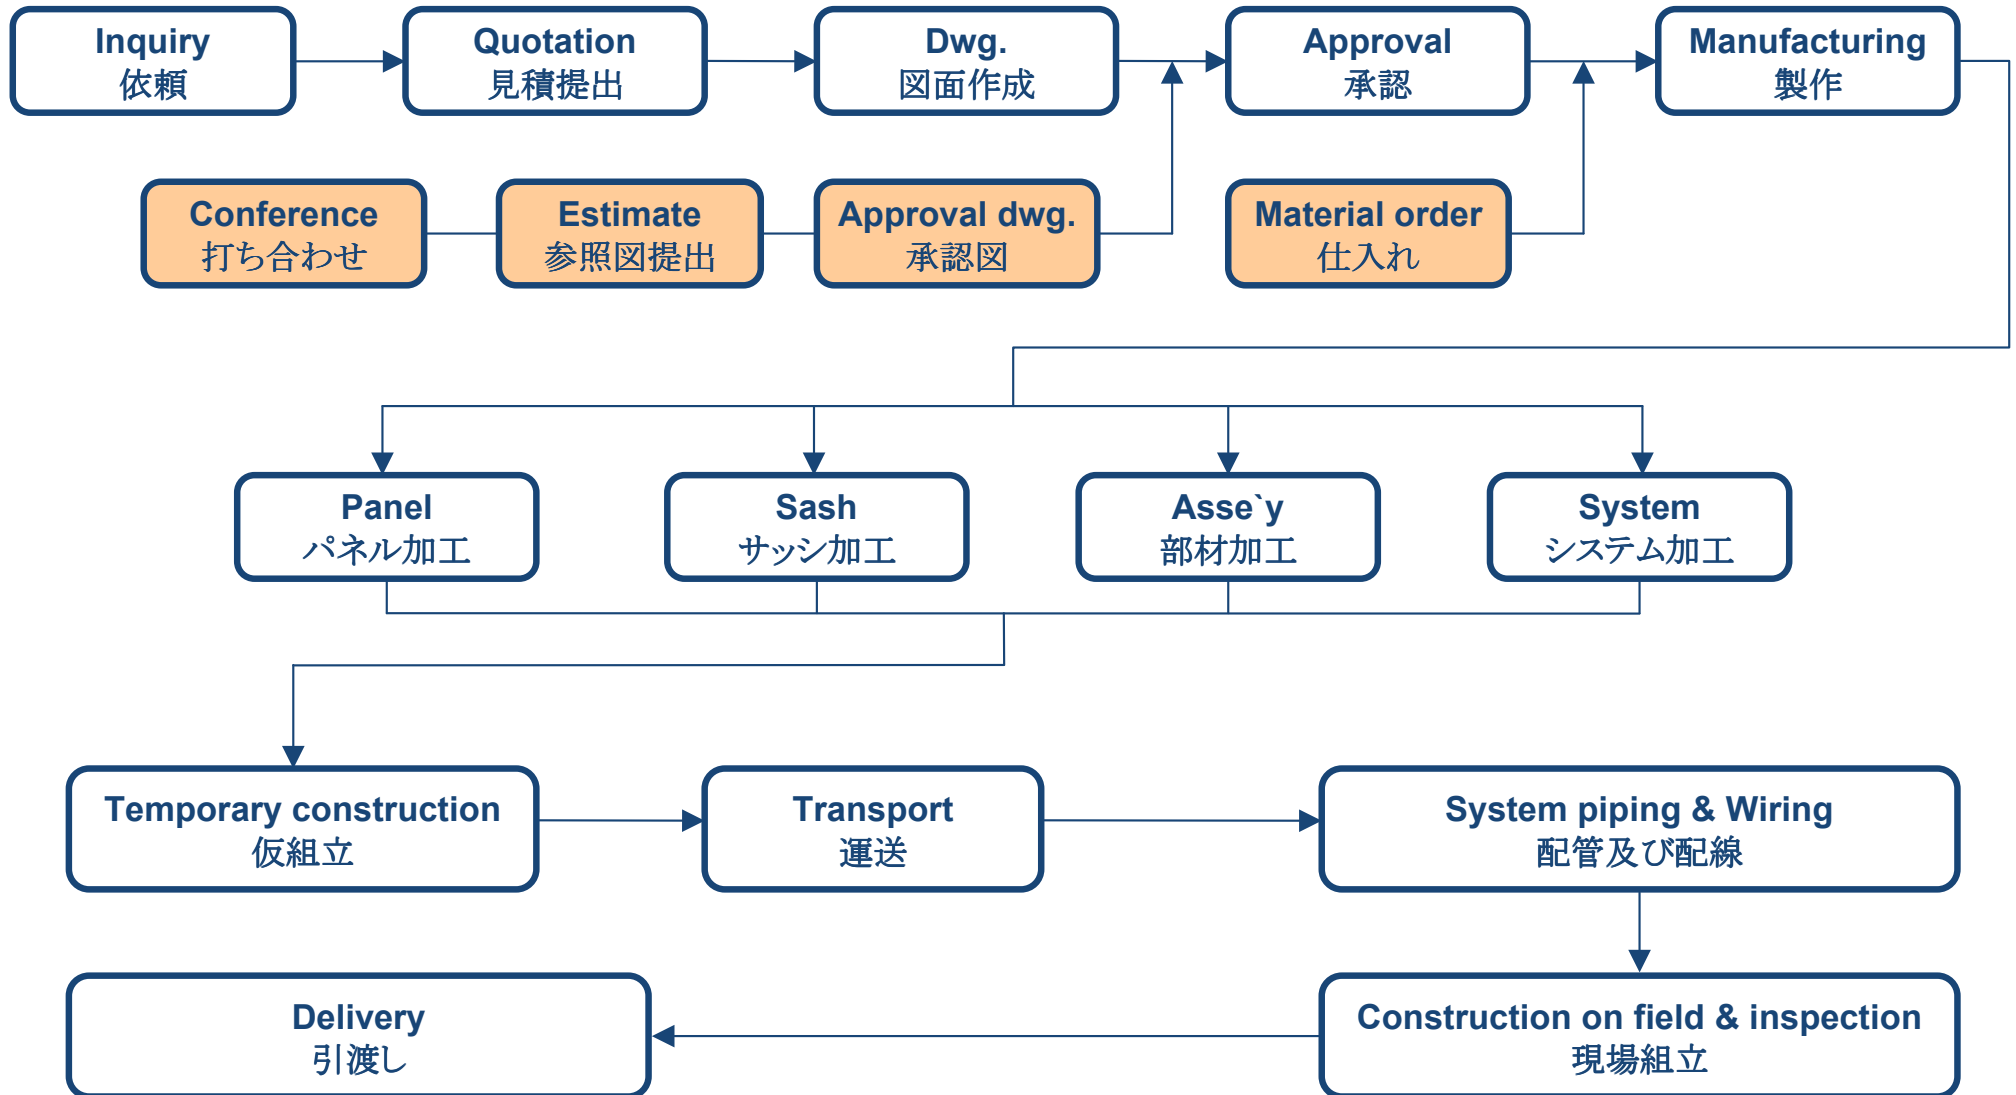 Inquiry
依頼
Quotation
見積提出
Dwg.
図面作成
Approval
承認
Manufacturing
製作
Conference
打ち合わせ
Estimate
参照図提出
Approval dwg.
承認図
Material order
仕入れ
Panel
パネル加工
Sash
サッシ加工
Asse`y
部材加工
System
システム加工
Temporary construction
仮組立
Transport
運送
System piping & Wiring
配管及び配線
Delivery
引渡し
Construction on field & inspection
現場組立